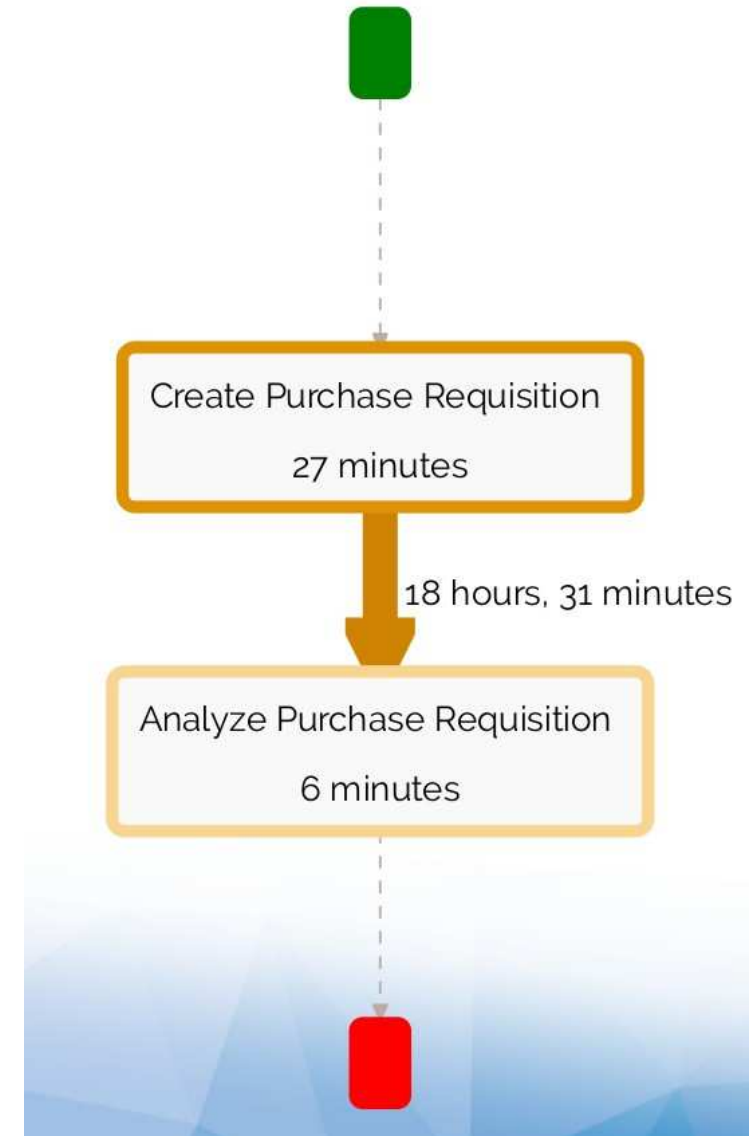 Create Purchase Requisition
27 minutes
18 hours, 31 minutes
Analyze Purchase Requisition
6 minutes